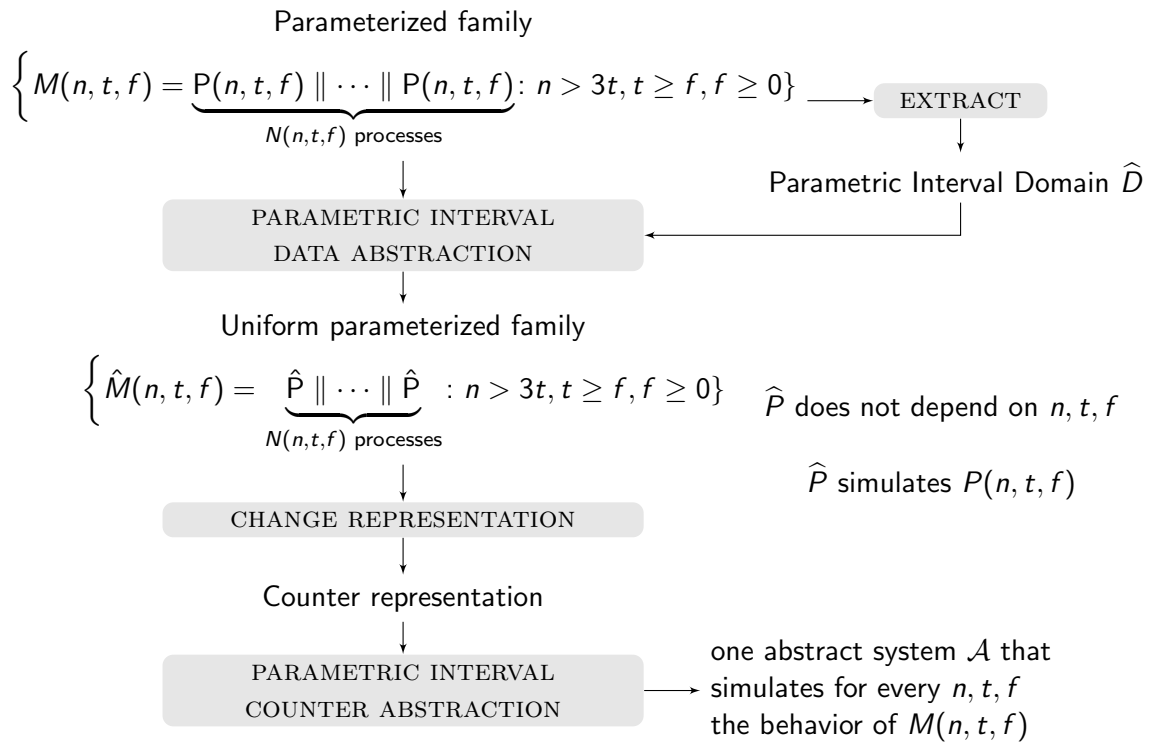 Parameterized family
{M(n, t, f) = P(n, t, f) ∥ ⋯ ∥ P(n, t, f) : n > 3t, t ≥ f, f ≥ 0}
N(n,t,f) processes
EXTRACT
Parametric Interval Domain D̂
PARAMETRIC INTERVAL
DATA ABSTRACTION
Uniform parameterized family
{M̂(n, t, f) = P̂ ∥ ⋯ ∥ P̂ : n > 3t, t ≥ f, f ≥ 0}
N(n,t,f) processes
P̂ does not depend on n, t, f
P̂ simulates P(n, t, f)
CHANGE REPRESENTATION
Counter representation
PARAMETRIC INTERVAL
COUNTER ABSTRACTION
one abstract system 𝒜 that
simulates for every n, t, f
the behavior of M(n, t, f)